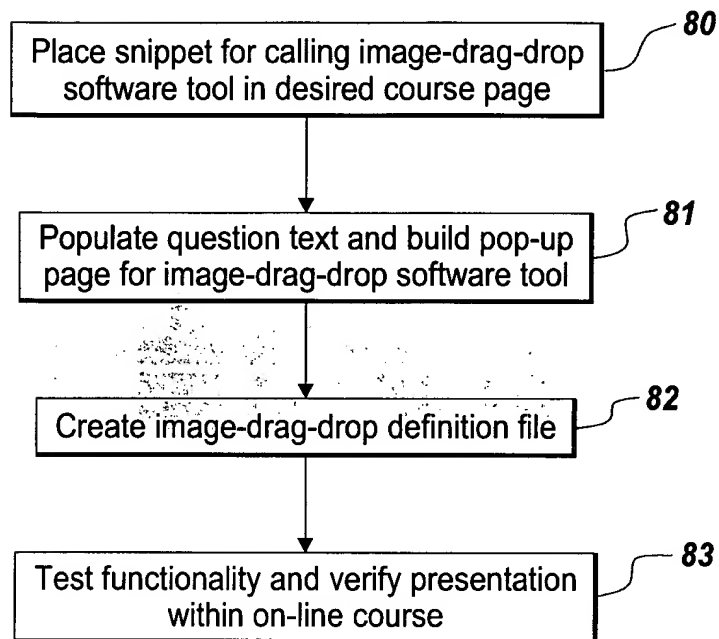 80
Place snippet for calling image-drag-drop
software tool in desired course page
81
Populate question text and build pop-up
page for image-drag-drop software tool
82
Create image-drag-drop definition file
83
Test functionality and verify presentation
within on-line course